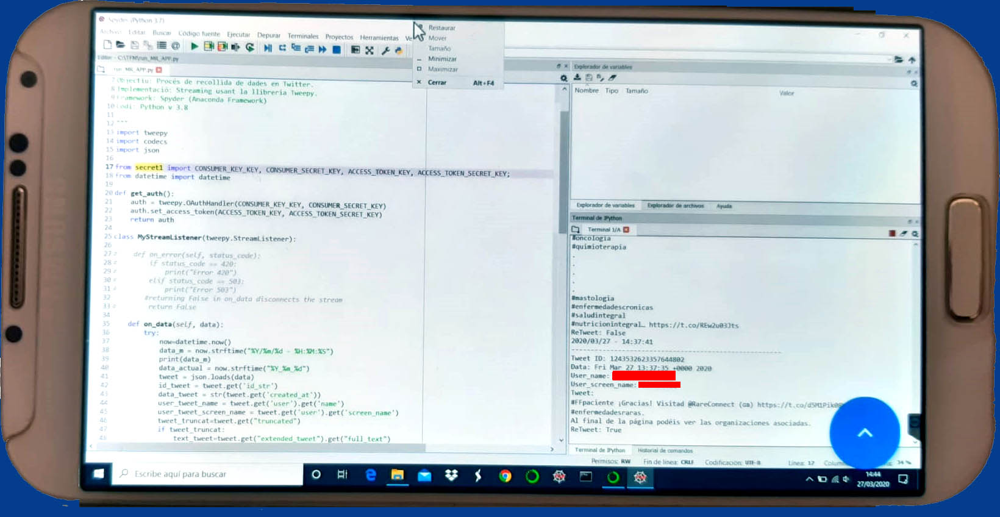 Spyder (Python 3.7)
Archivo Editar Buscar Código fuente Ejecutar Depurar Terminales Proyectos Herramientas Ve
Restaurar
Mover
Tamaño
Minimizar
Maximizar
Cerrar Alt+F4
Editor - C:\TFM\run_MR_APP.py
run_MR_APP.py
7 Objectiu: Procés de recollida de dades en Twitter.
8 Implementació: Streaming usant la llibreria Tweepy.
9 Framework: Spyder (Anaconda Framework)
10 Codi: Python v 3.8
11
12 """
13 import tweepy
14 import codecs
15 import json
16
17 from secret1 import CONSUMER_KEY_KEY, CONSUMER_SECRET_KEY, ACCESS_TOKEN_KEY, ACCESS_TOKEN_SECRET_KEY;
18 from datetime import datetime
19
20 def get_auth():
21 auth = tweepy.OAuthHandler(CONSUMER_KEY_KEY, CONSUMER_SECRET_KEY)
22 auth.set_access_token(ACCESS_TOKEN_KEY, ACCESS_TOKEN_SECRET_KEY)
23 return auth
24
25 class MyStreamListener(tweepy.StreamListener):
26
27 # def on_error(self, status_code):
28 # if status_code == 420:
29 # print("Error 420")
30 # elif status_code == 503:
31 # print("Error 503")
32 #returning False in on_data disconnects the stream
33 # return False
34
35 def on_data(self, data):
36 try:
37 now=datetime.now()
38 data_m = now.strftime("%Y/%m/%d - %H:%M:%S")
39 print(data_m)
40 data_actual = now.strftime("%Y_%m_%d")
41 tweet = json.loads(data)
42 id_tweet = tweet.get('id_str')
43 data_tweet = str(tweet.get('created_at'))
44 user_tweet_name = tweet.get('user').get('name')
45 user_tweet_screen_name = tweet.get('user').get('screen_name')
46 tweet_truncat=tweet.get("truncated")
47 if tweet_truncat:
48 text_tweet=tweet.get("extended_tweet").get("full_text")
Explorador de variables
Nombre Tipo Tamaño Valor
Explorador de variables Explorador de archivos Ayuda
Terminal de IPython
Terminal 1/A
#oncologia
#quimioterapia
.
.
.
.
.
#mastologia
#enfermedadescronicas
#saludintegral
#nutricionintegral… https://t.co/REw2u03Jts
ReTweet: False
2020/03/27 - 14:37:41
--------------------------------------------------
Tweet ID: 1243532623357644802
Data: Fri Mar 27 13:37:35 +0000 2020
User_name:
User_screen_name:
Tweet:
#FFpaciente ¡Gracias! Visitad @RareConnect
#enfermedadesraras.
Al final de la página podéis ver las organizaciones asociadas.
ReTweet: True
Terminal de IPython Historial de comandos
Permisos: RW Fin de línea: CRLF Codificación: UTF-8 Línea: 17 Colum 34 %
Escribe aquí para buscar
14:44
27/03/2020